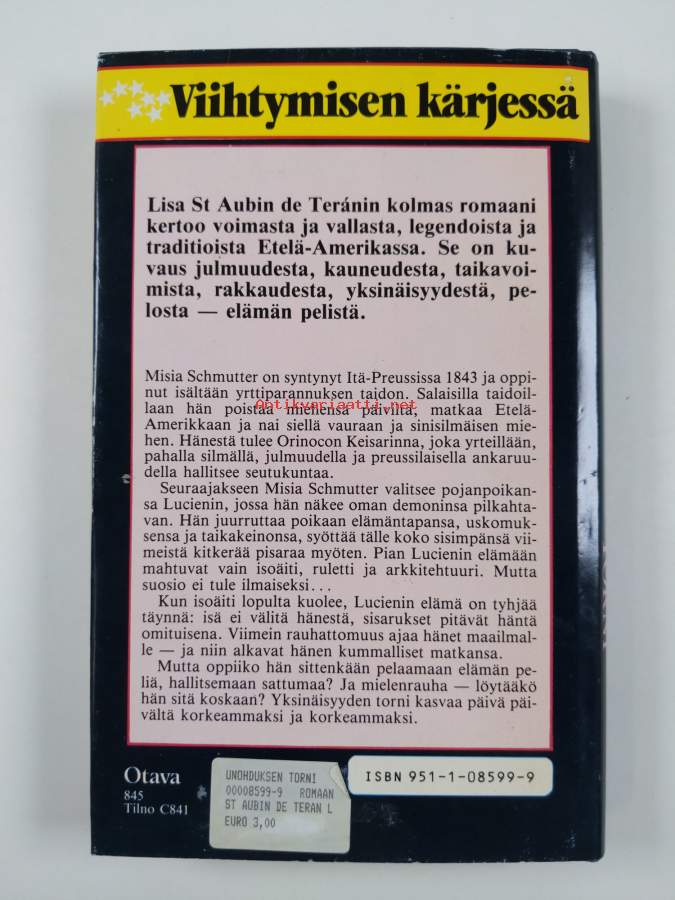 Viihtymisen kärjessä
Lisa St Aubin de Teránin kolmas romaani
kertoo voimasta ja vallasta, legendoista ja
traditioista Etelä-Amerikassa. Se on ku-
vaus julmuudesta, kauneudesta, taikavoi-
mista, rakkaudesta, yksinäisyydestä, pe-
losta — elämän pelistä.
Misia Schmutter on syntynyt Itä-Preussissa 1843 ja oppi-
nut isältään yrttiparannuksen taidon. Salaisilla taidoil-
laan hän poistaa miehensä päiviltä, matkaa Etelä-
antikvariaatti.net
Amerikkaan ja nai siellä vauraan ja sinisilmäisen mie-
hen. Hänestä tulee Orinocon Keisarinna, joka yrteillään,
pahalla silmällä, julmuudella ja preussilaisella ankaruu-
della hallitsee seutukuntaa.
Seuraajakseen Misia Schmutter valitsee pojanpoikan-
sa Lucienin, jossa hän näkee oman demoninsa pilkahta-
van. Hän juurruttaa poikaan elämäntapansa, uskomuk-
sensa ja taikakeinonsa, syöttää tälle koko sisimpänsä vii-
meistä kitkerää pisaraa myöten. Pian Lucienin elämään
mahtuvat vain isoäiti, ruletti ja arkkitehtuuri. Mutta
suosio ei tule ilmaiseksi...
Kun isoäiti lopulta kuolee, Lucienin elämä on tyhjää
täynnä: isä ei välitä hänestä, sisarukset pitävät häntä
omituisena. Viimein rauhattomuus ajaa hänet maailmal-
le — ja niin alkavat hänen kummalliset matkansa.
Mutta oppiiko hän sittenkään pelaamaan elämän pe-
liä, hallitsemaan sattumaa? Ja mielenrauha — löytääkö
hän sitä koskaan? Yksinäisyyden torni kasvaa päivä päi-
vältä korkeammaksi ja korkeammaksi.
Otava
845
Tilno C841
UNOHDUKSEN TORNI
00008599-9 ROMAAN
ST AUBIN DE TERAN L
EURO 3,00
ISBN 951-1-08599-9